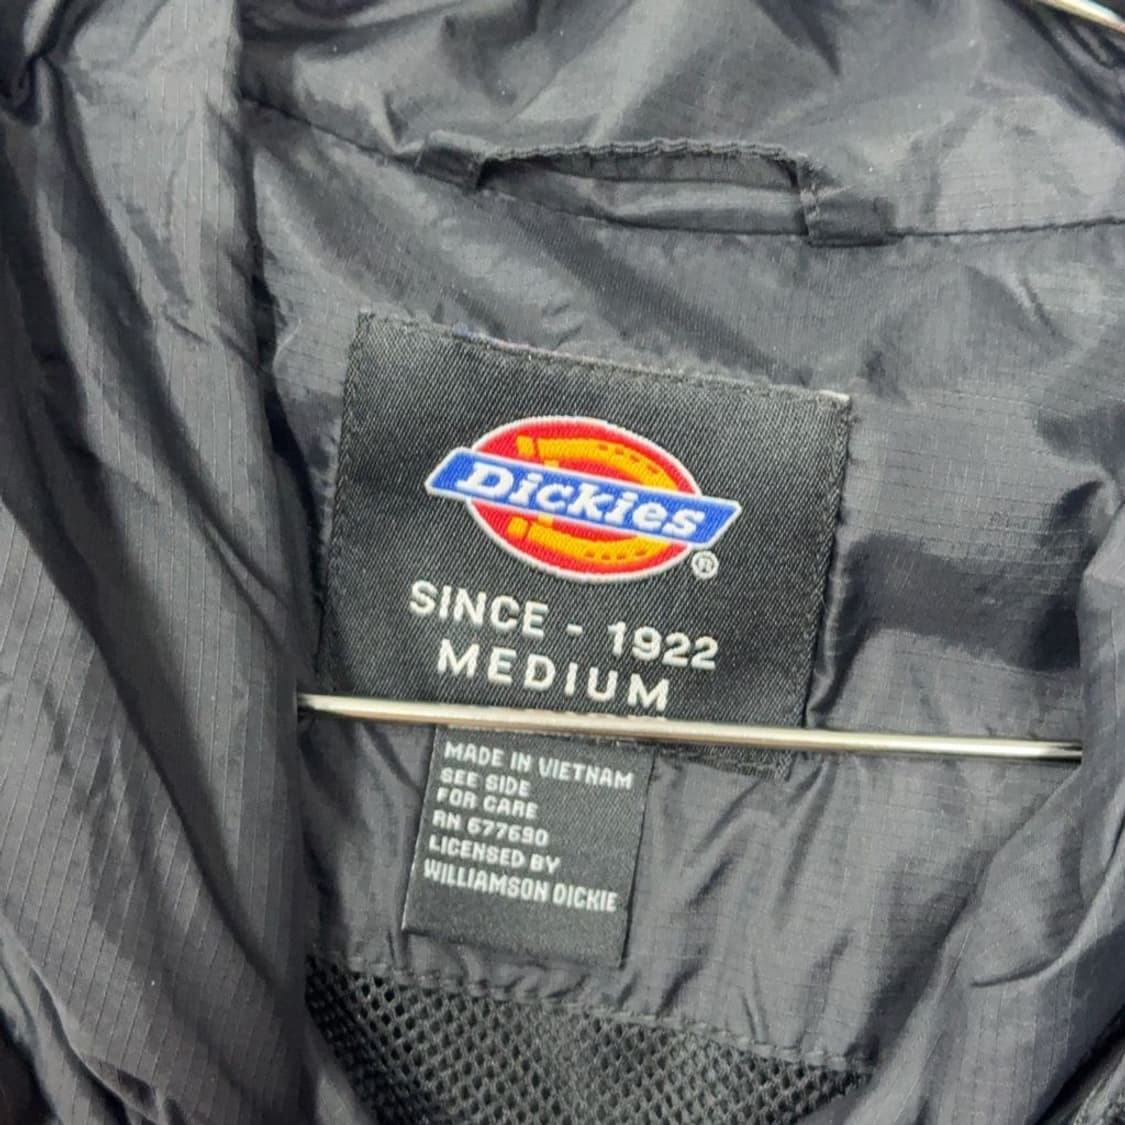 Dickies
®
SINCE - 1922
MEDIUM
MADE IN VIETNAM
SEE SIDE
FOR CARE
RN 677690
LICENSED BY
WILLIAMSON DICKIE